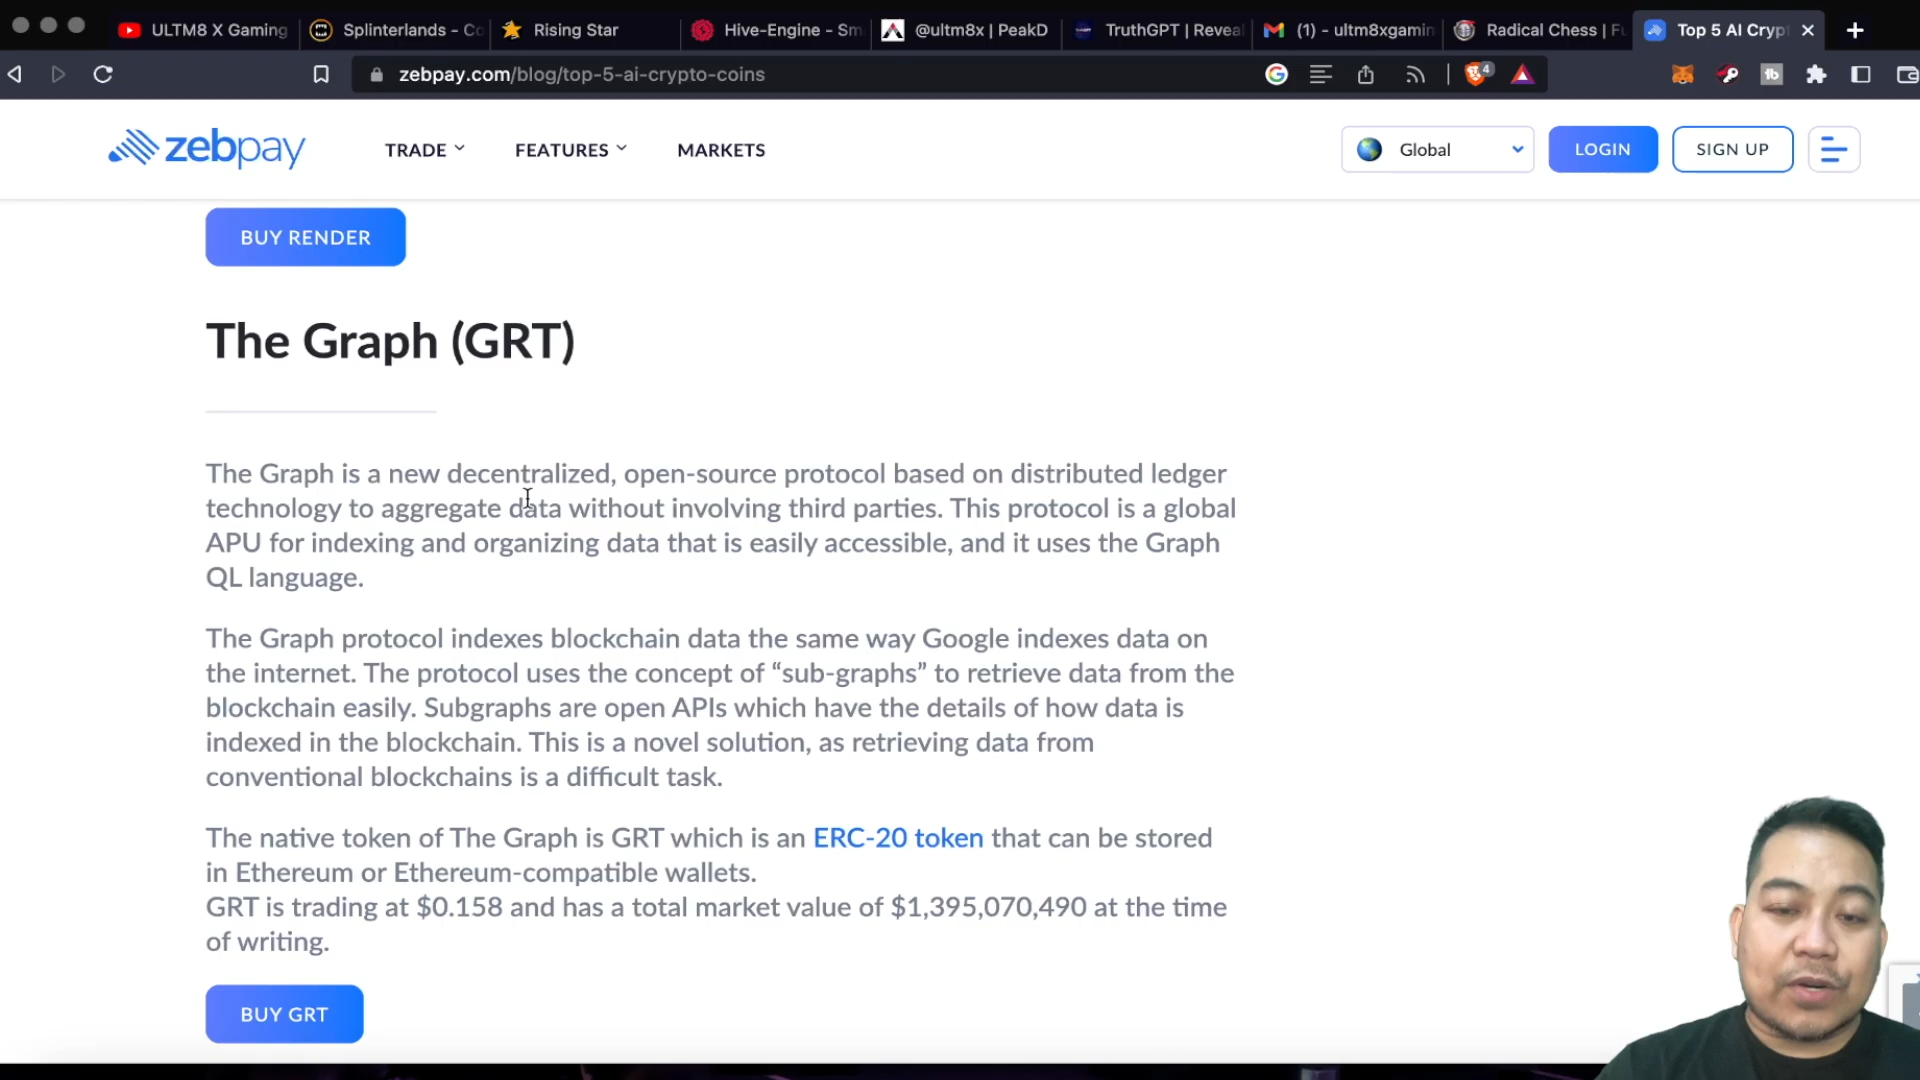 ULTM8 X Gaming
Splinterlands - Co
Rising Star
Hive-Engine - Sm
@ultm8x | PeakD
TruthGPT | Reveal
(1) - ultm8xgamin
Radical Chess | Fu
Top 5 AI Cryp
zebpay.com/blog/top-5-ai-crypto-coins
4
zebpay
TRADE
FEATURES
MARKETS
Global
LOGIN
SIGN UP
BUY RENDER
The Graph (GRT)
The Graph is a new decentralized, open-source protocol based on distributed ledger
technology to aggregate data without involving third parties. This protocol is a global
APU for indexing and organizing data that is easily accessible, and it uses the Graph
QL language.
The Graph protocol indexes blockchain data the same way Google indexes data on
the internet. The protocol uses the concept of “sub-graphs” to retrieve data from the
blockchain easily. Subgraphs are open APIs which have the details of how data is
indexed in the blockchain. This is a novel solution, as retrieving data from
conventional blockchains is a difficult task.
The native token of The Graph is GRT which is an ERC-20 token that can be stored
in Ethereum or Ethereum-compatible wallets.
GRT is trading at $0.158 and has a total market value of $1,395,070,490 at the time
of writing.
BUY GRT